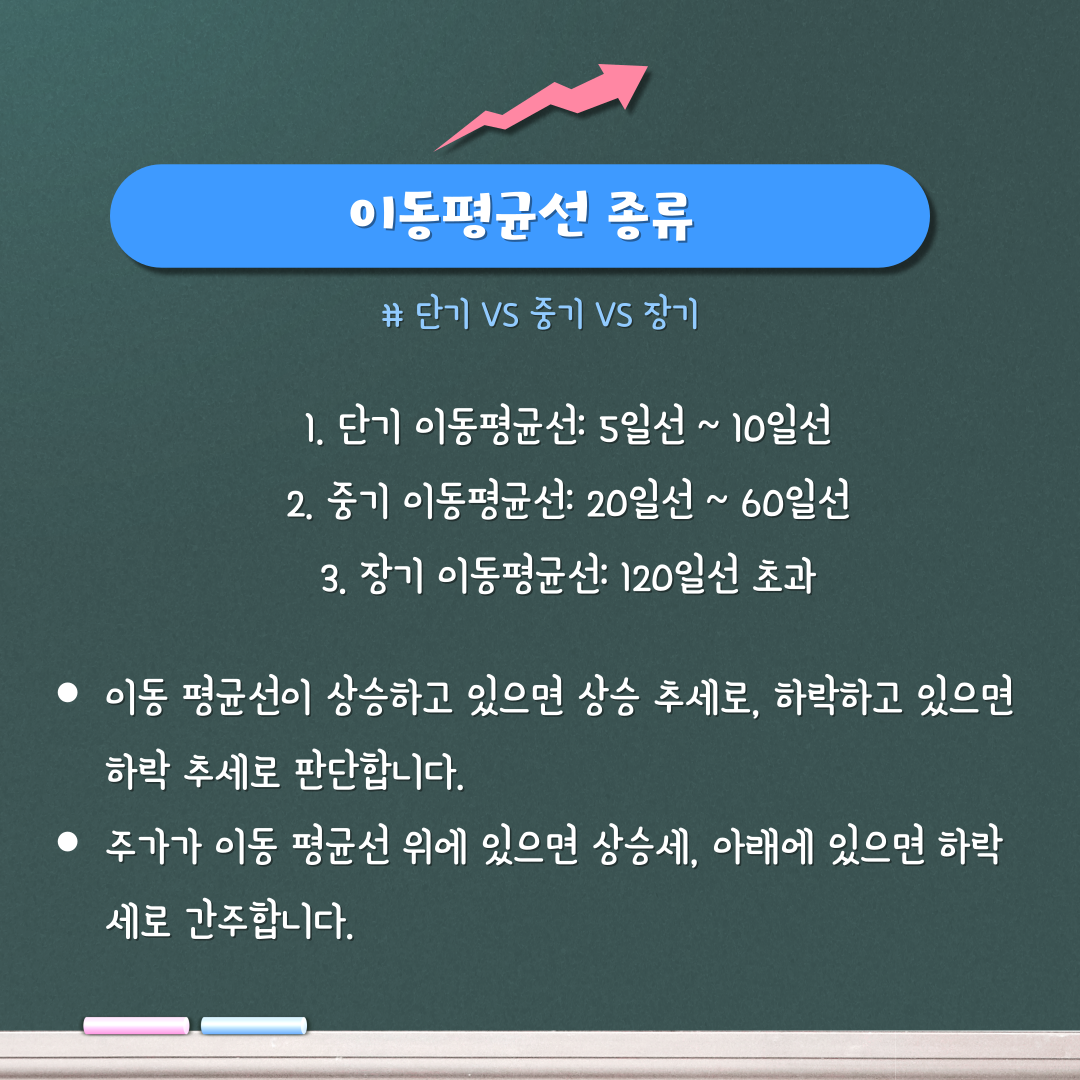 이동평균선 종류
# 단기 VS 중기 VS 장기
1. 단기 이동평균선: 5일선 ~ 10일선
2. 중기 이동평균선: 20일선 ~ 60일선
3. 장기 이동평균선: 120일선 초과
● 이동 평균선이 상승하고 있으면 상승 추세로, 하락하고 있으면
하락 추세로 판단합니다.
● 주가가 이동 평균선 위에 있으면 상승세, 아래에 있으면 하락
세로 간주합니다.